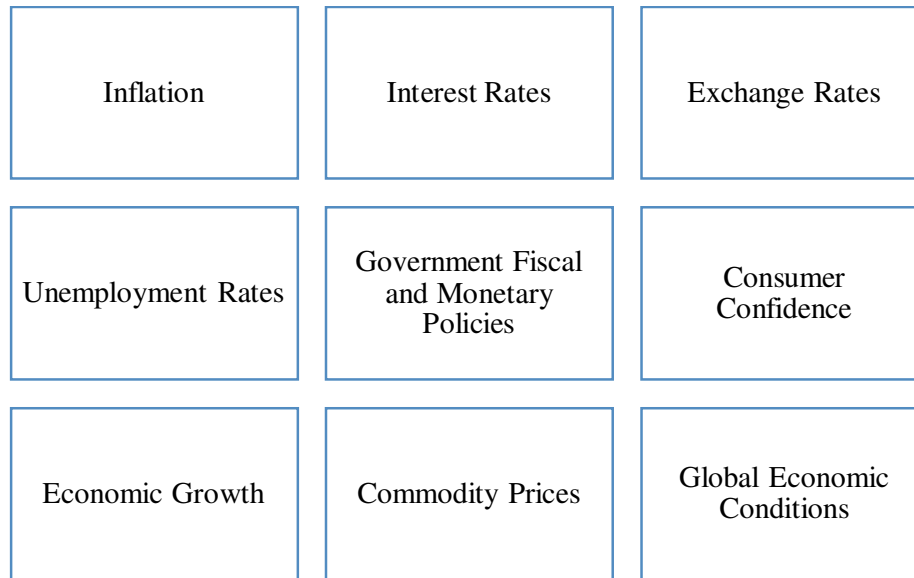 Inflation
Interest Rates
Exchange Rates
Unemployment Rates
Government Fiscal
and Monetary
Policies
Consumer
Confidence
Economic Growth
Commodity Prices
Global Economic
Conditions